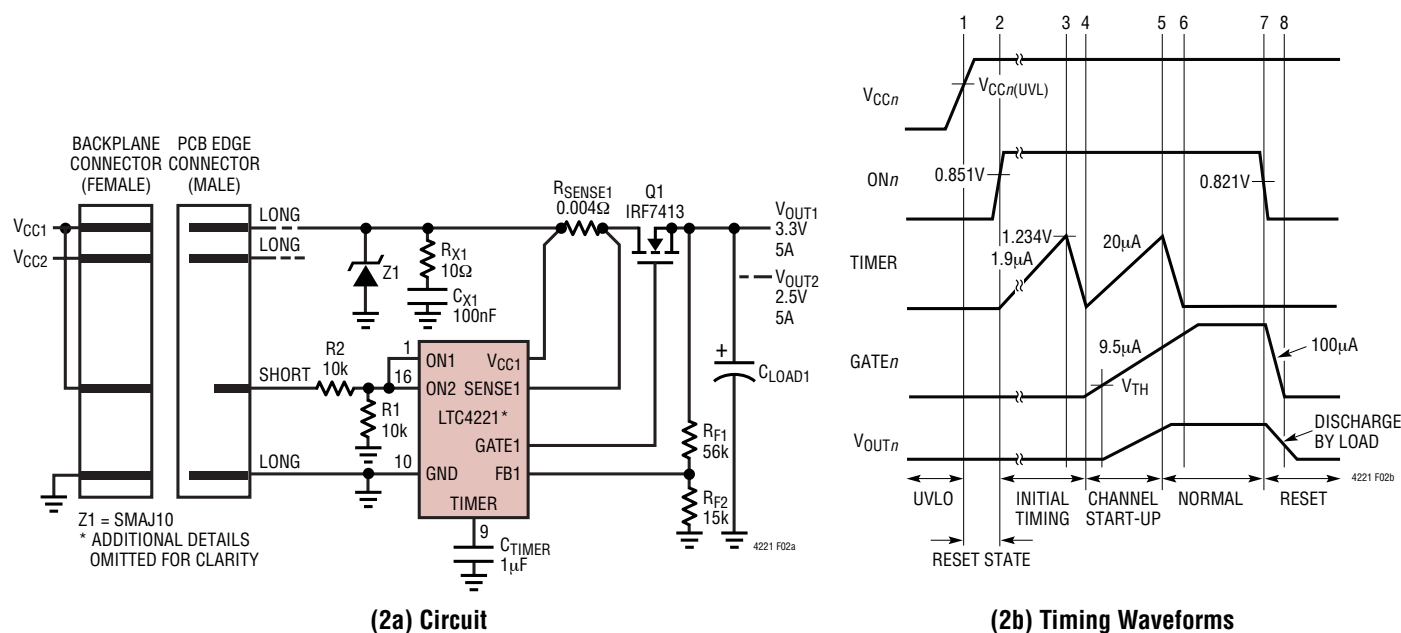 BACKPLANE
CONNECTOR
(FEMALE)
PCB EDGE
CONNECTOR
(MALE)
VCC1
VCC2
LONG
LONG
SHORT
LONG
Z1
RX1
10Ω
CX1
100nF
RSENSE1
0.004Ω
Q1
IRF7413
VOUT1
3.3V
5A
VOUT2
2.5V
5A
R2
10k
R1
10k
1
16
10
9
ON1
ON2
LTC4221*
GND
TIMER
VCC1
SENSE1
GATE1
FB1
+
CLOAD1
RF1
56k
RF2
15k
CTIMER
1µF
4221 F02a
Z1 = SMAJ10
* ADDITIONAL DETAILS
OMITTED FOR CLARITY
(2a) Circuit
1 2 3 4 5 6 7 8
VCCn
VCCn(UVL)
ONn
0.851V
0.821V
TIMER
1.234V
1.9µA
20µA
GATEn
9.5µA
VTH
100µA
VOUTn
DISCHARGE
BY LOAD
4221 F02b
UVLO
INITIAL
TIMING
CHANNEL
START-UP
NORMAL
RESET
RESET STATE
(2b) Timing Waveforms